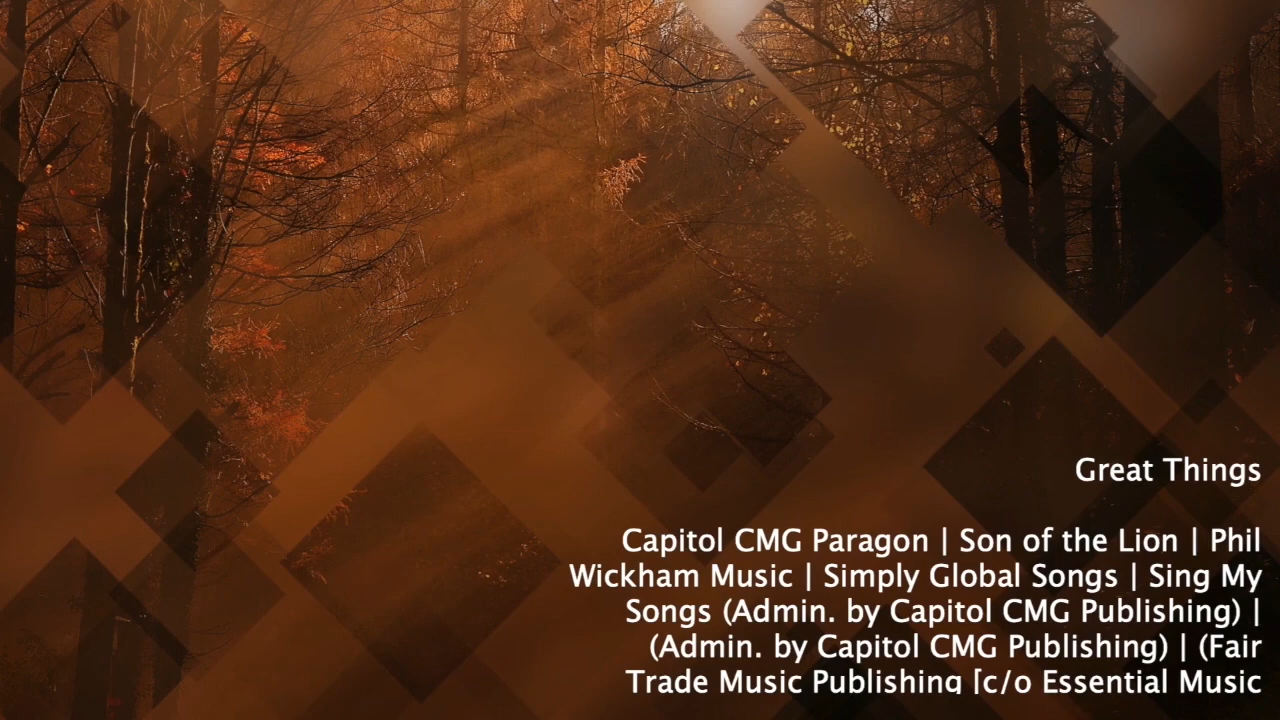 Great Things
Capitol CMG Paragon | Son of the Lion | Phil
Wickham Music | Simply Global Songs | Sing My
Songs (Admin. by Capitol CMG Publishing) |
(Admin. by Capitol CMG Publishing) | (Fair
Trade Music Publishing [c/o Essential Music